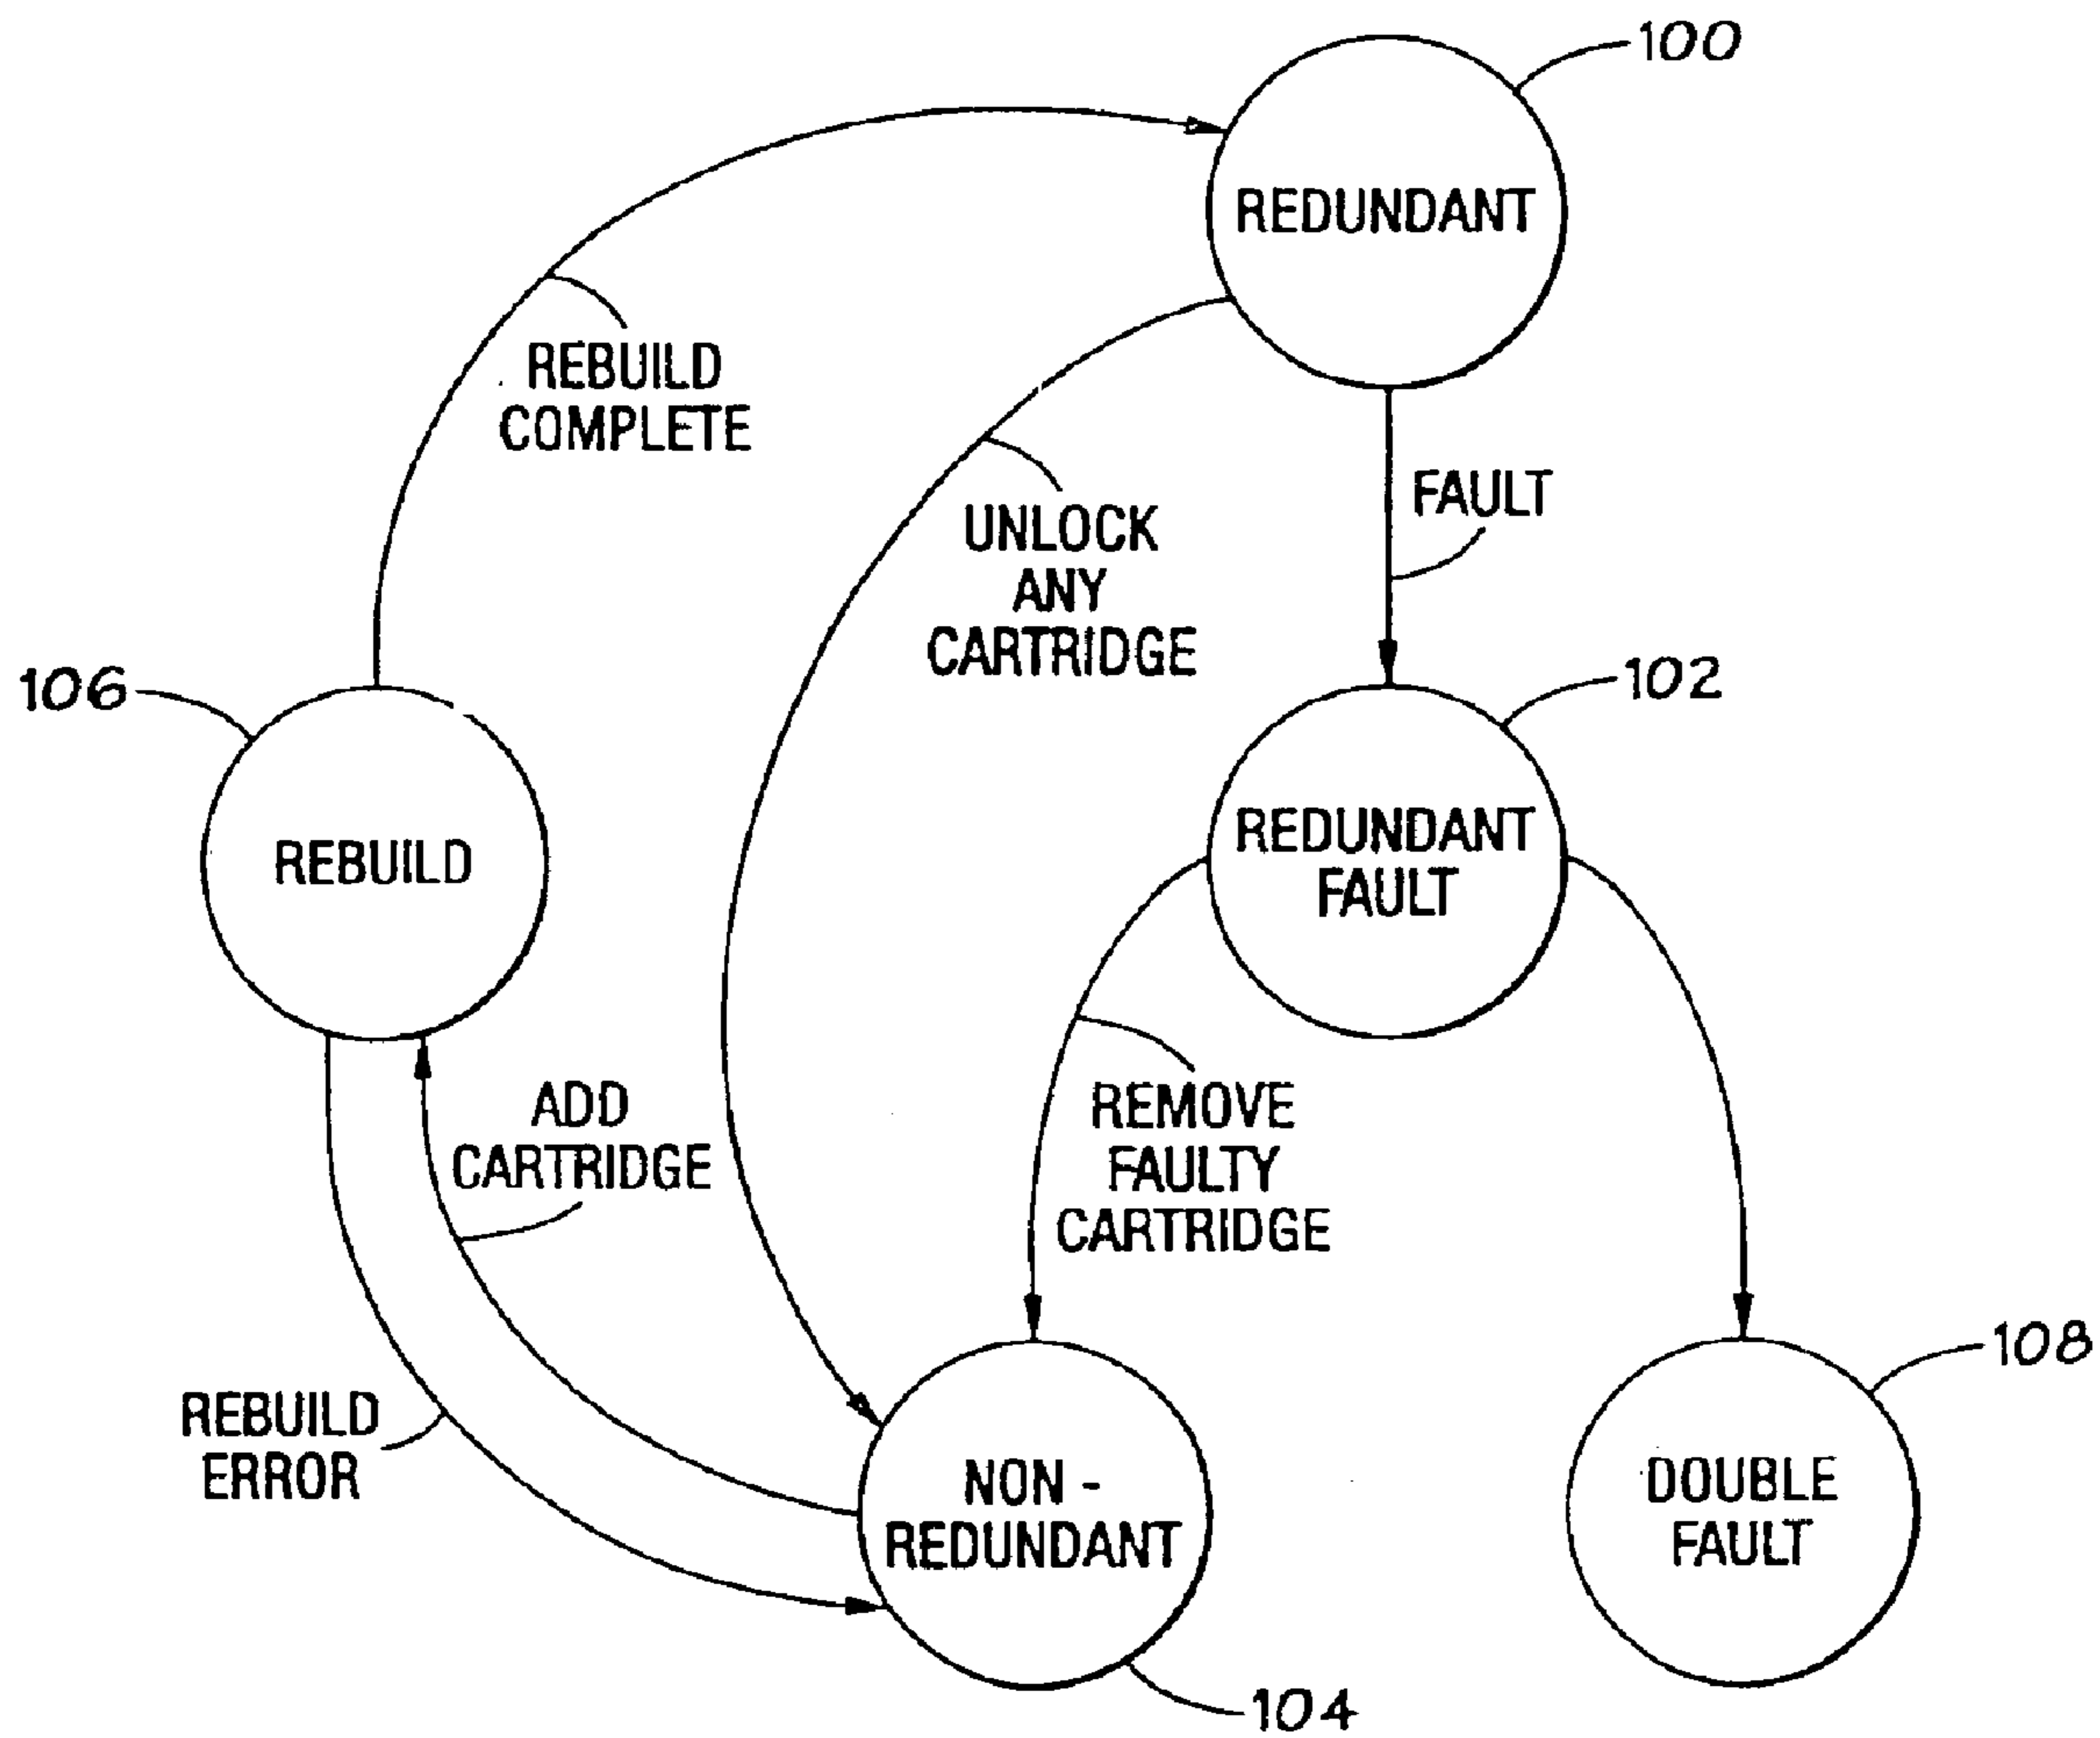 100
REDUNDANT
REBUILD
COMPLETE
UNLOCK
ANY
CARTRIDGE
FAULT
106
102
REBUILD
REDUNDANT
FAULT
ADD
CARTRIDGE
REMOVE
FAULTY
CARTRIDGE
108
REBUILD
ERROR
NON -
REDUNDANT
DOUBLE
FAULT
104